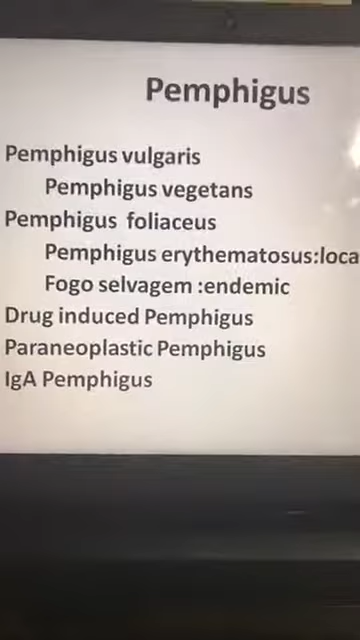 Pemphigus
Pemphigus vulgaris
Pemphigus vegetans
Pemphigus foliaceus
Pemphigus erythematosus:loca
Fogo selvagem :endemic
Drug induced Pemphigus
Paraneoplastic Pemphigus
IgA Pemphigus